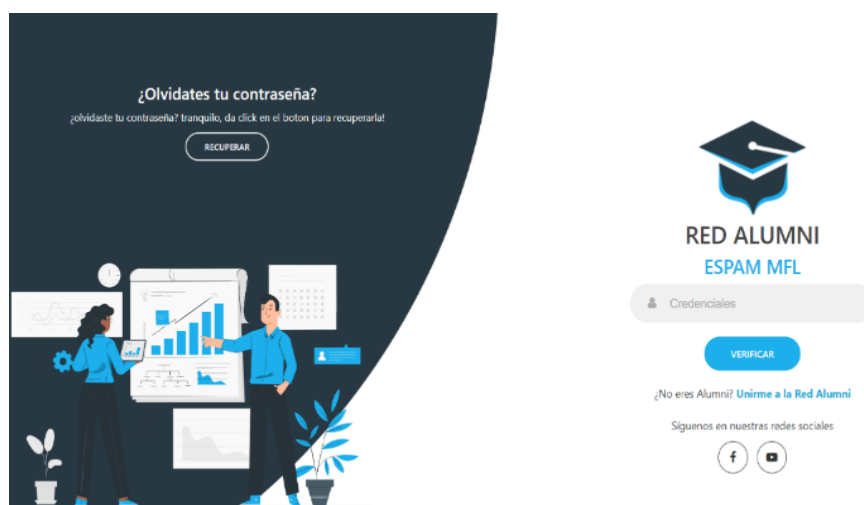 ¿Olvidates tu contraseña?
¿olvidaste tu contraseña? tranquilo, da click en el boton para recuperarla!
RECUPERAR
RED ALUMNI
ESPAM MFL
Credenciales
VERIFICAR
¿No eres Alumni? Unirme a la Red Alumni
Síguenos en nuestras redes sociales